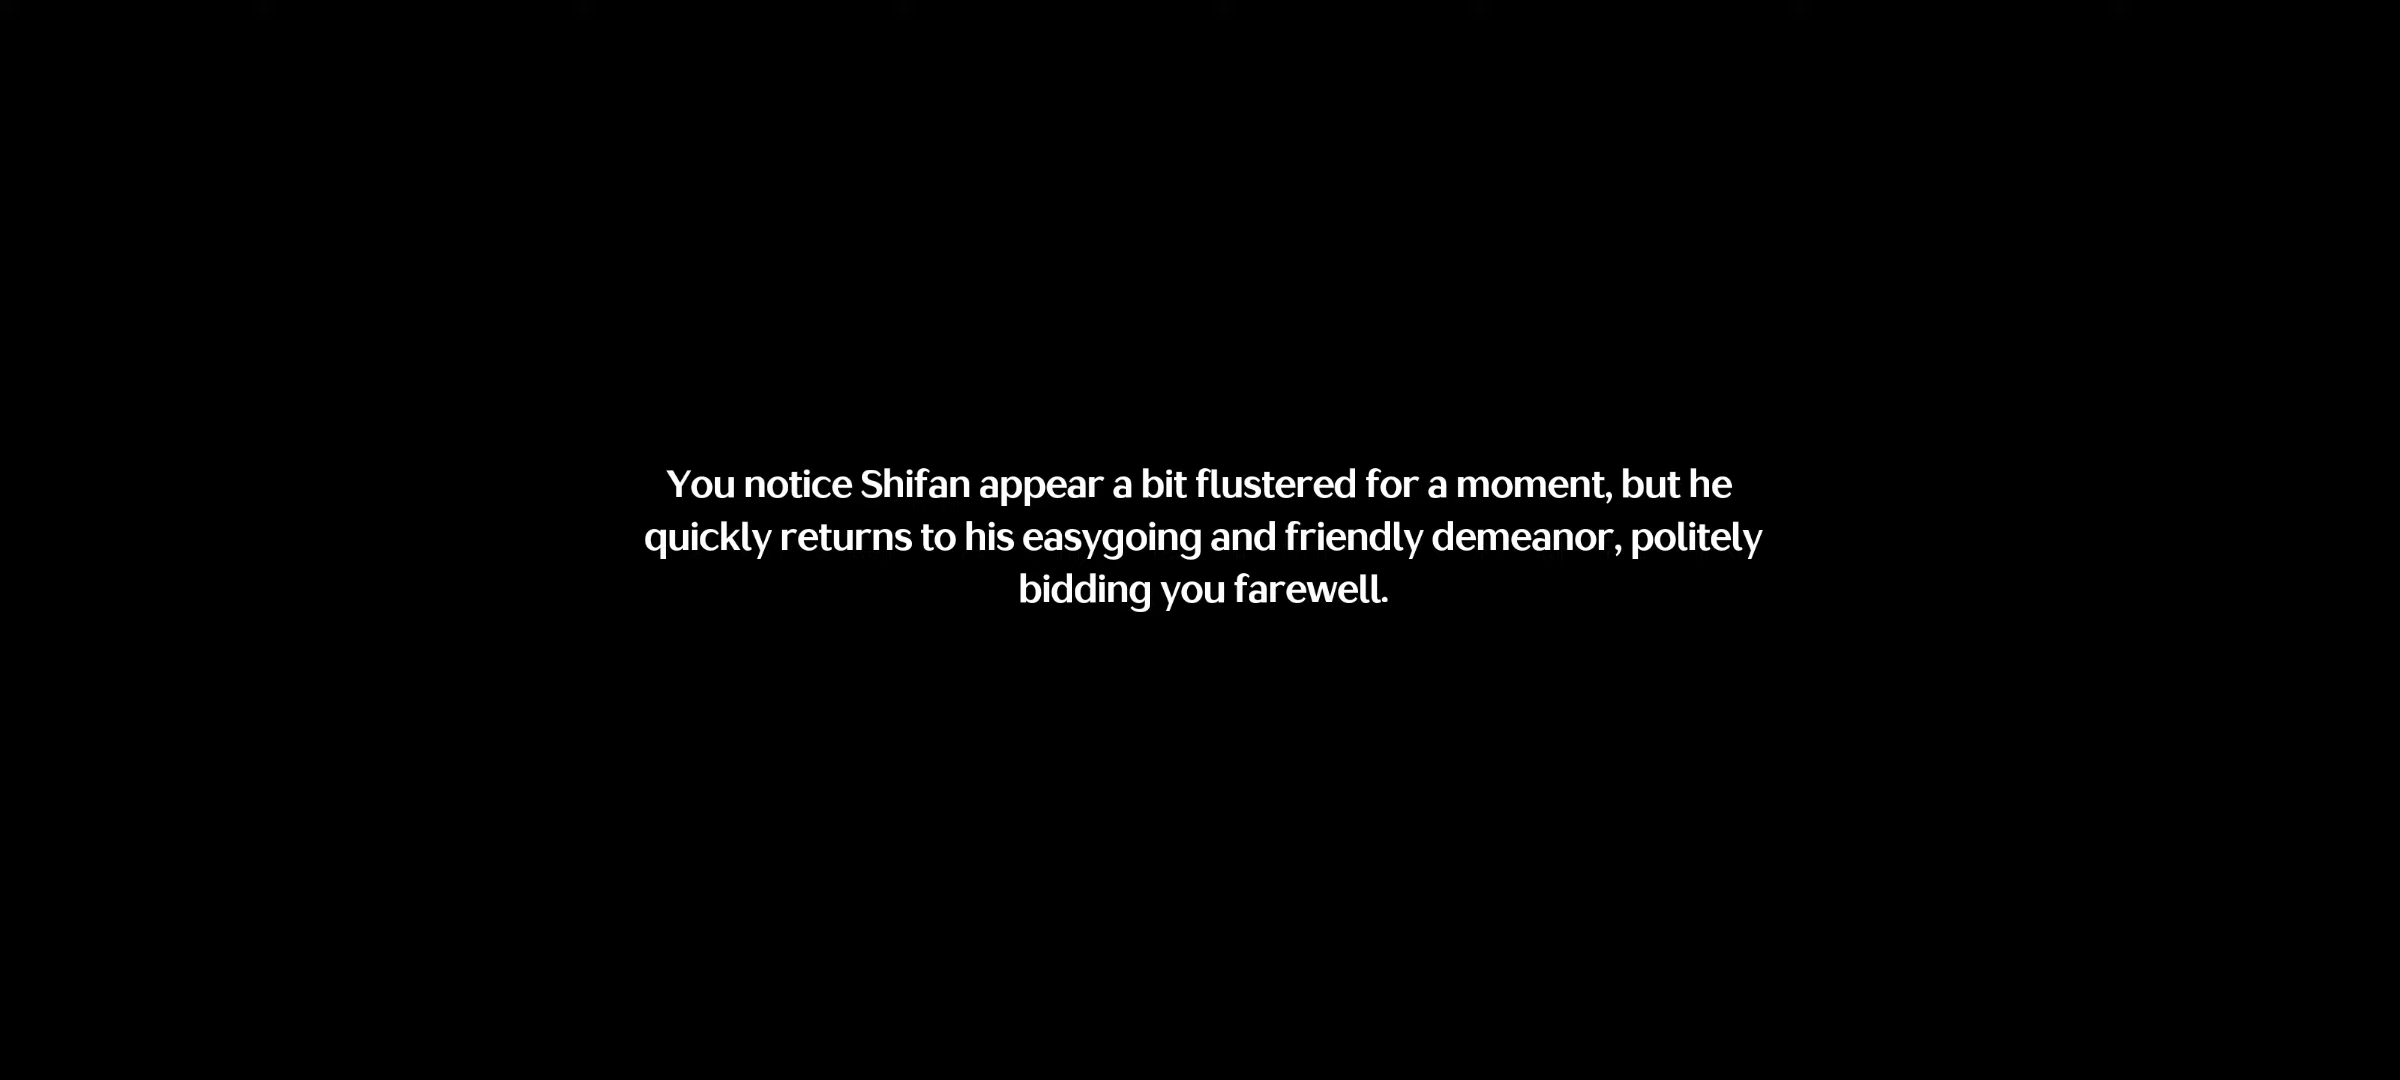 You notice Shifan appear a bit flustered for a moment, but he
quickly returns to his easygoing and friendly demeanor, politely
bidding you farewell.